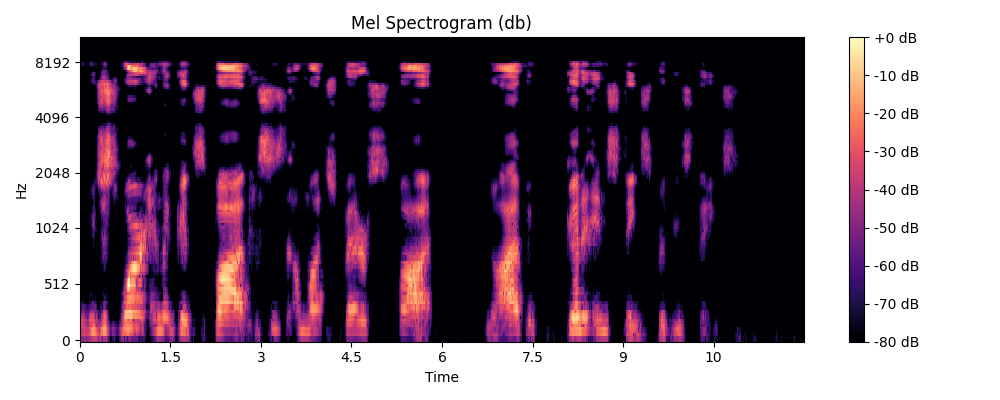 Mel Spectrogram (db)
8192
4096
2048
1024
512
0
Hz
0 1.5 3 4.5 6 7.5 9 10
Time
+0 dB
-10 dB
-20 dB
-30 dB
-40 dB
-50 dB
-60 dB
-70 dB
-80 dB